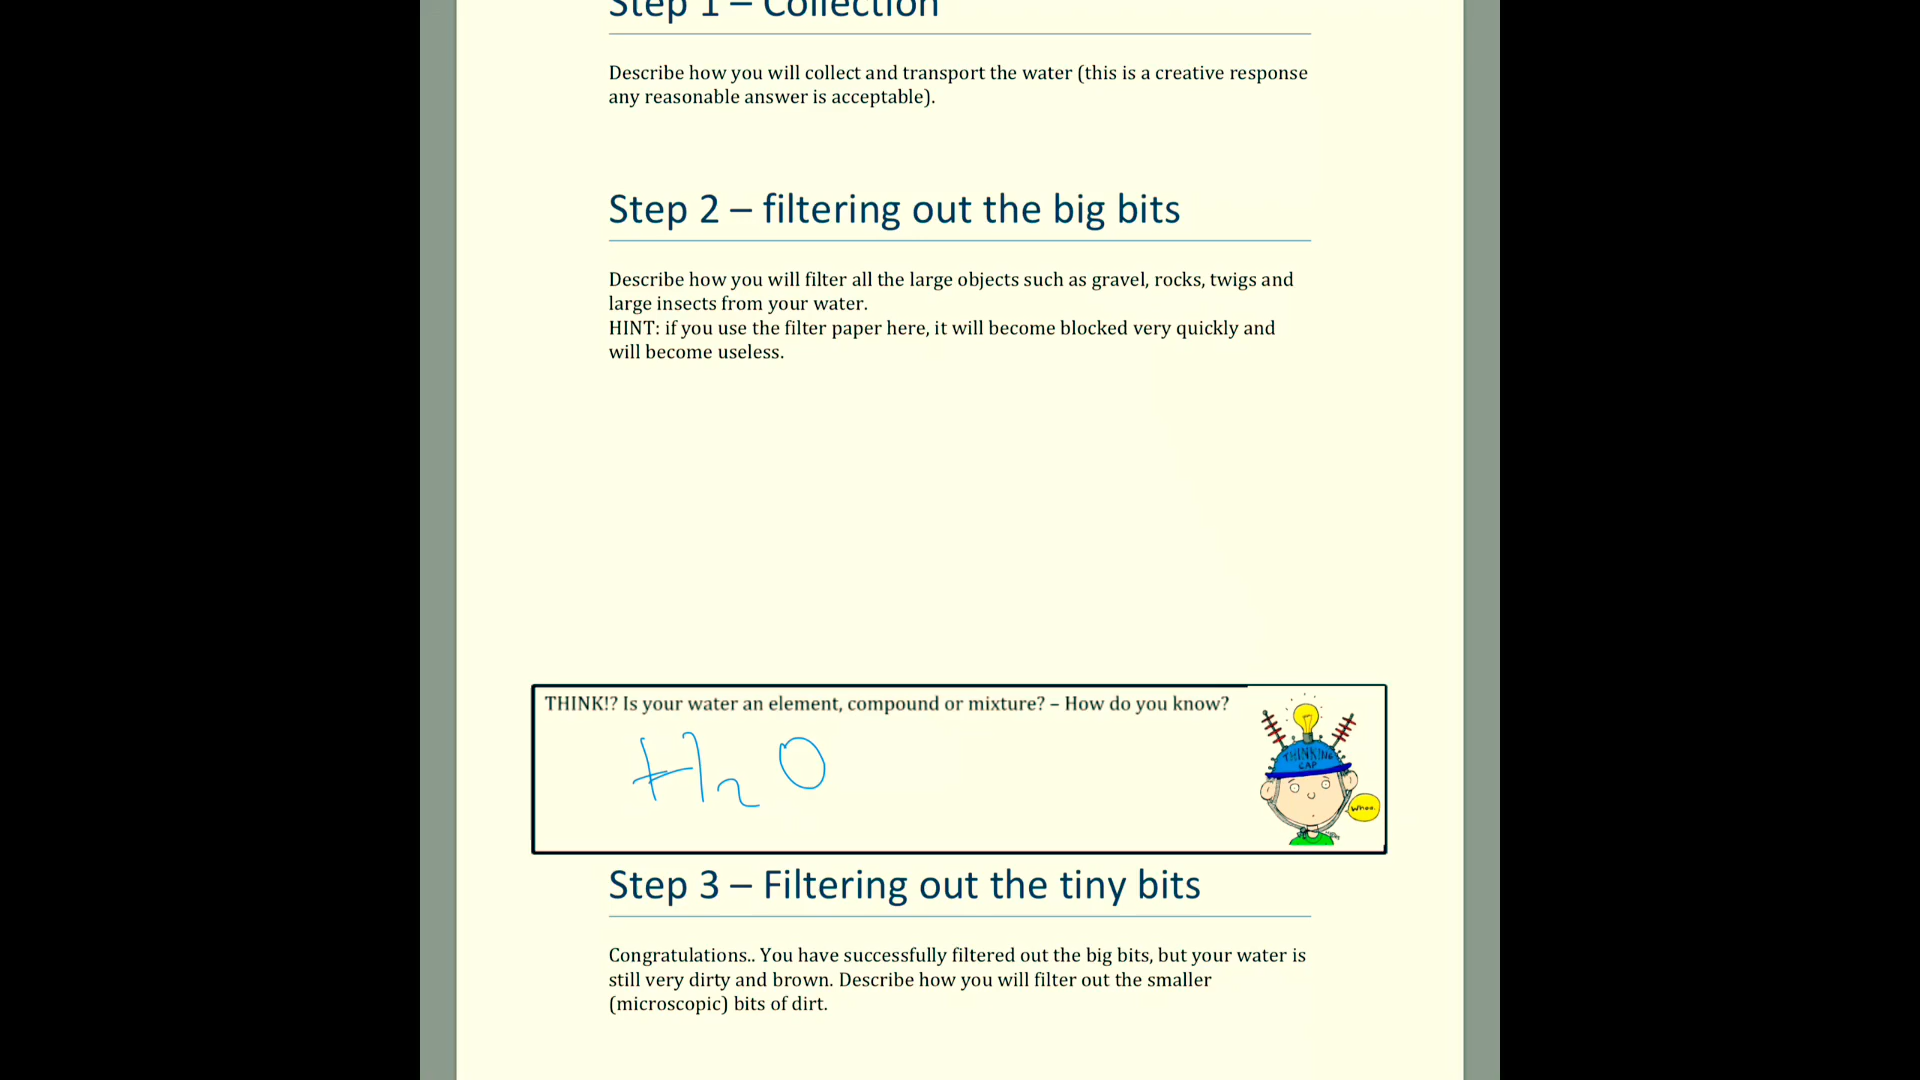 Step 1 – Collection
Describe how you will collect and transport the water (this is a creative response
any reasonable answer is acceptable).
Step 2 – filtering out the big bits
Describe how you will filter all the large objects such as gravel, rocks, twigs and
large insects from your water.
HINT: if you use the filter paper here, it will become blocked very quickly and
will become useless.
THINK!? Is your water an element, compound or mixture? – How do you know?
H2O
THINKING
CAP
Whoa.
Step 3 – Filtering out the tiny bits
Congratulations.. You have successfully filtered out the big bits, but your water is
still very dirty and brown. Describe how you will filter out the smaller
(microscopic) bits of dirt.